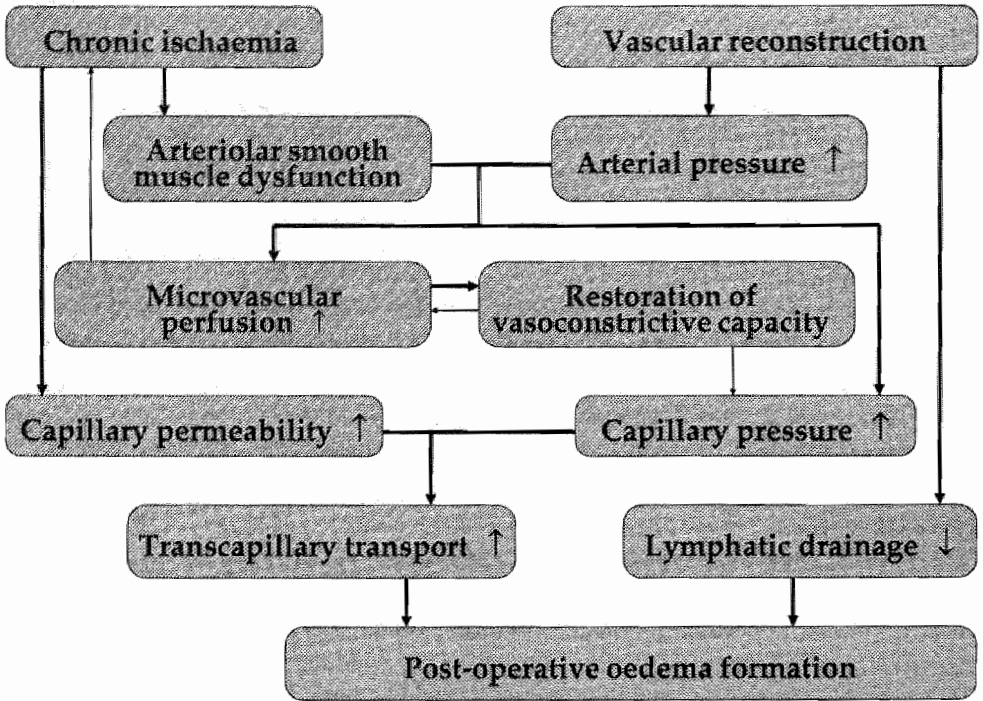 Chronic ischaemia
Vascular reconstruction
Arteriolar smooth
muscle dysfunction
Arterial pressure ↑
Microvascular
perfusion ↑
Restoration of
vasoconstrictive capacity
Capillary permeability ↑
Capillary pressure ↑
Transcapillary transport ↑
Lymphatic drainage ↓
Post-operative oedema formation